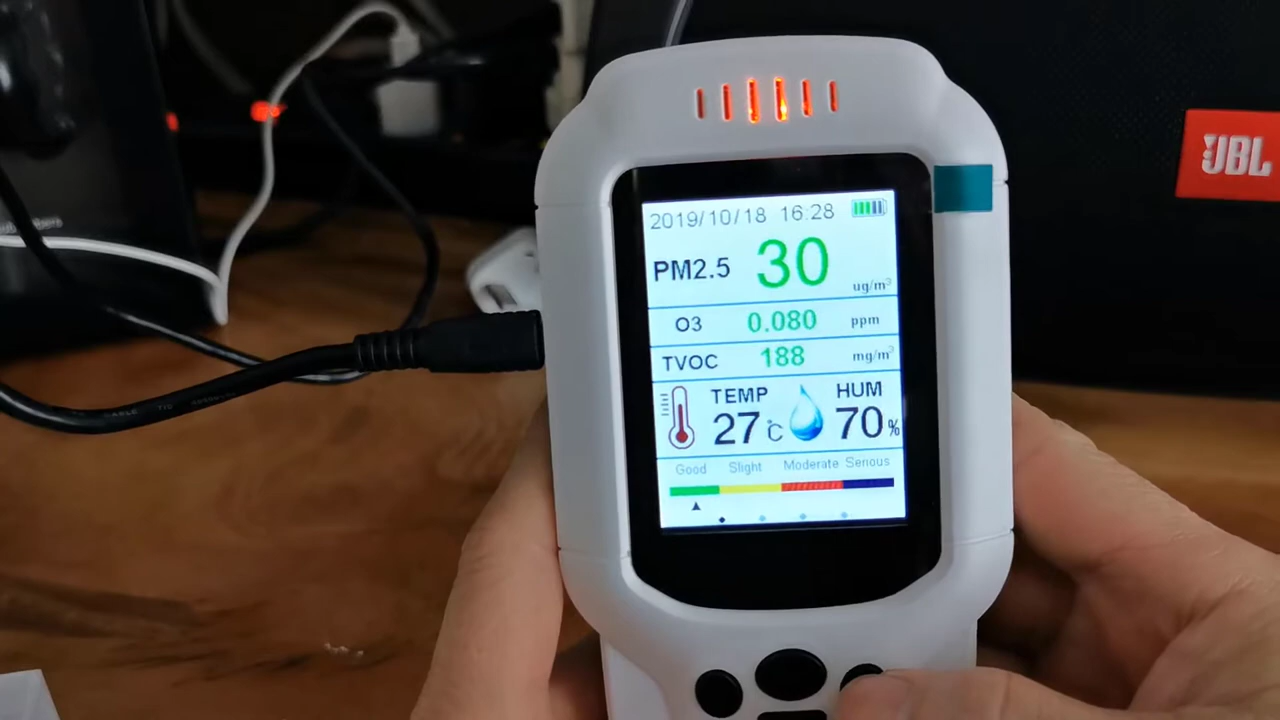 2019/10/18 16:28
PM2.5 30 ug/m³
O3 0.080 ppm
TVOC 188 mg/m³
TEMP HUM
27℃ 70%
Good Slight Moderate Serious
JBL